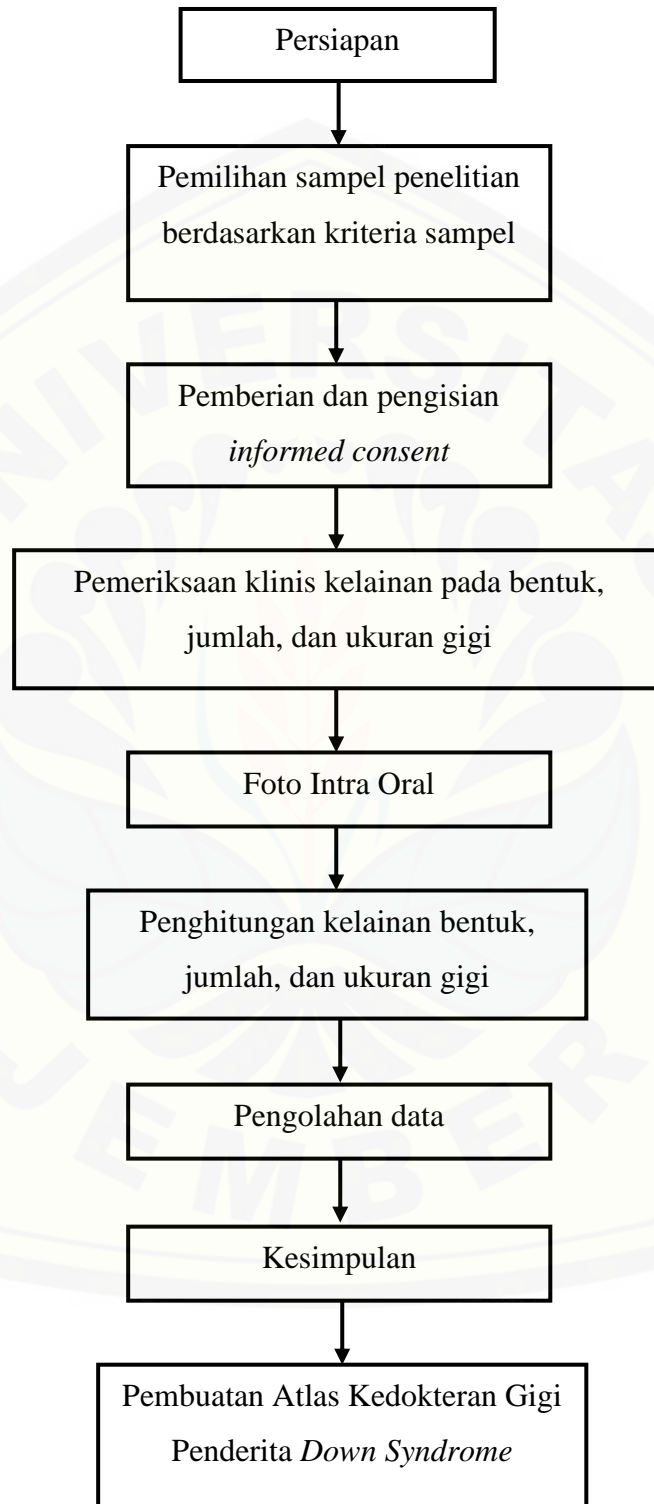 Persiapan
Pemilihan sampel penelitian
berdasarkan kriteria sampel
Pemberian dan pengisian
informed consent
Pemeriksaan klinis kelainan pada bentuk,
jumlah, dan ukuran gigi
Foto Intra Oral
Penghitungan kelainan bentuk,
jumlah, dan ukuran gigi
Pengolahan data
Kesimpulan
Pembuatan Atlas Kedokteran Gigi
Penderita Down Syndrome
UNIVERSITAS
JEMBER